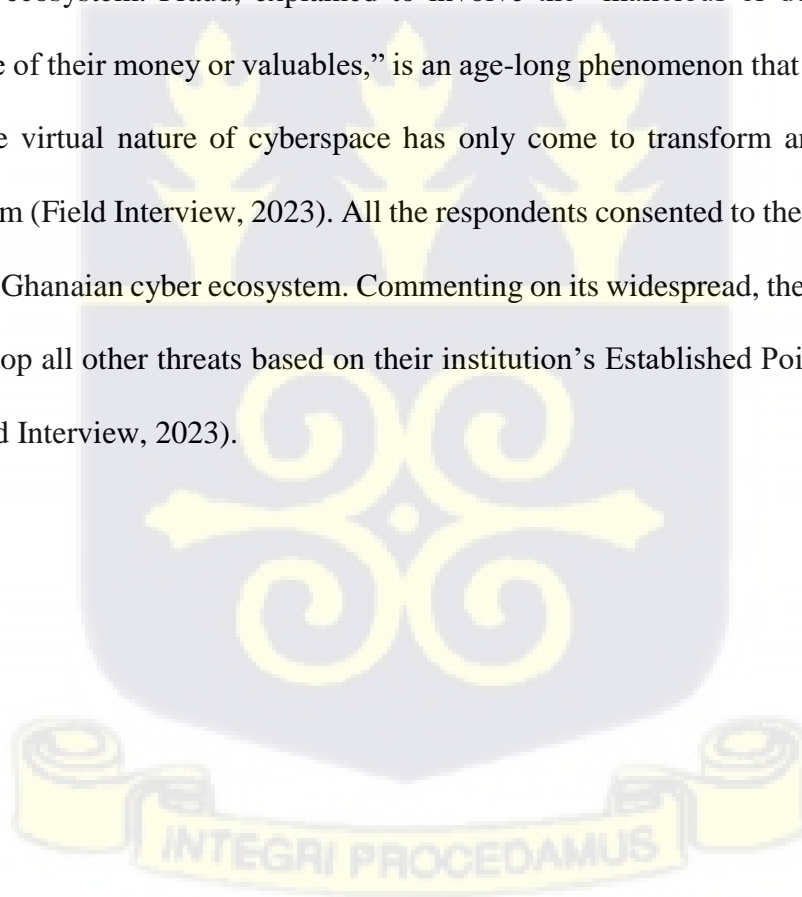 ecosystem. Fraud, explained to involve the “malicious or
e of their money or valuables,” is an age-long phenomenon that
e virtual nature of cyberspace has only come to transform
m (Field Interview, 2023). All the respondents consented to the
Ghanaian cyber ecosystem. Commenting on its widespread, the
op all other threats based on their institution’s Established Poi
d Interview, 2023).
INTEGRI PROCEDAMUS